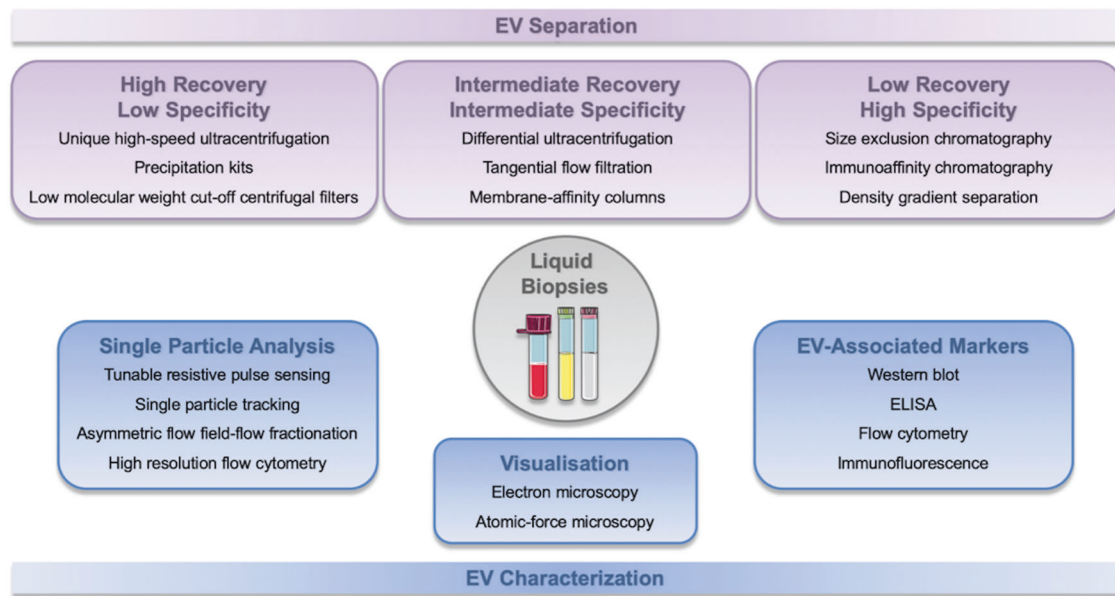 EV Separation
High Recovery
Low Specificity
Unique high-speed ultracentrifugation
Precipitation kits
Low molecular weight cut-off centrifugal filters
Intermediate Recovery
Intermediate Specificity
Differential ultracentrifugation
Tangential flow filtration
Membrane-affinity columns
Low Recovery
High Specificity
Size exclusion chromatography
Immunoaffinity chromatography
Density gradient separation
Liquid
Biopsies
Single Particle Analysis
Tunable resistive pulse sensing
Single particle tracking
Asymmetric flow field-flow fractionation
High resolution flow cytometry
Visualisation
Electron microscopy
Atomic-force microscopy
EV-Associated Markers
Western blot
ELISA
Flow cytometry
Immunofluorescence
EV Characterization